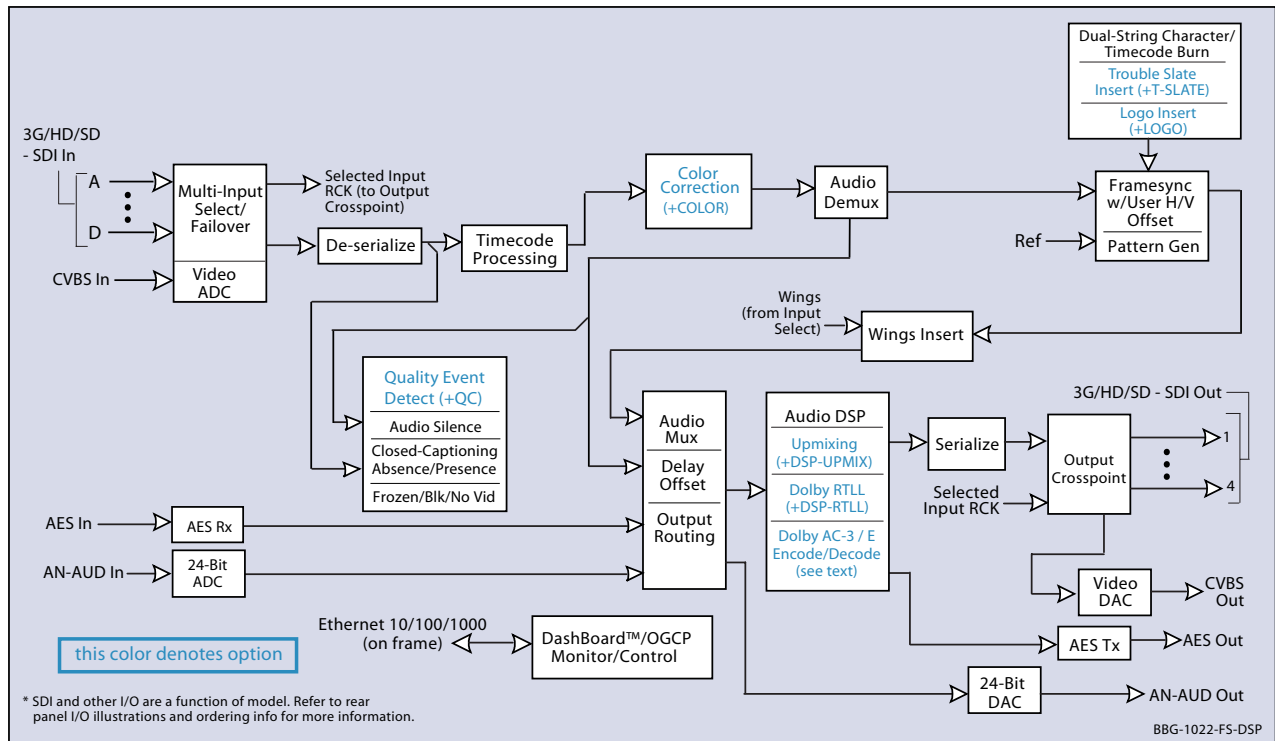 Dual-String Character/
Timecode Burn
Trouble Slate
Insert (+T-SLATE)
Logo Insert
(+LOGO)
3G/HD/SD
- SDI In
A
D
CVBS In
Multi-Input
Select/
Failover
Video
ADC
Selected Input
RCK (to Output
Crosspoint)
De-serialize
Timecode
Processing
Color
Correction
(+COLOR)
Audio
Demux
Framesync
w/User H/V
Offset
Pattern Gen
Ref
Wings
(from Input
Select)
Wings Insert
Quality Event
Detect (+QC)
Audio Silence
Closed-Captioning
Absence/Presence
Frozen/Blk/No Vid
Audio
Mux
Delay
Offset
Output
Routing
Audio DSP
Upmixing
(+DSP-UPMIX)
Dolby RTLL
(+DSP-RTLL)
Dolby AC-3 / E
Encode/Decode
(see text)
Serialize
Selected
Input RCK
Output
Crosspoint
3G/HD/SD - SDI Out
1
4
AES In
AES Rx
AN-AUD In
24-Bit
ADC
Video
DAC
CVBS
Out
AES Tx
AES Out
24-Bit
DAC
AN-AUD Out
Ethernet 10/100/1000
(on frame)
DashBoard™/OGCP
Monitor/Control
this color denotes option
* SDI and other I/O are a function of model. Refer to rear
panel I/O illustrations and ordering info for more information.
BBG-1022-FS-DSP